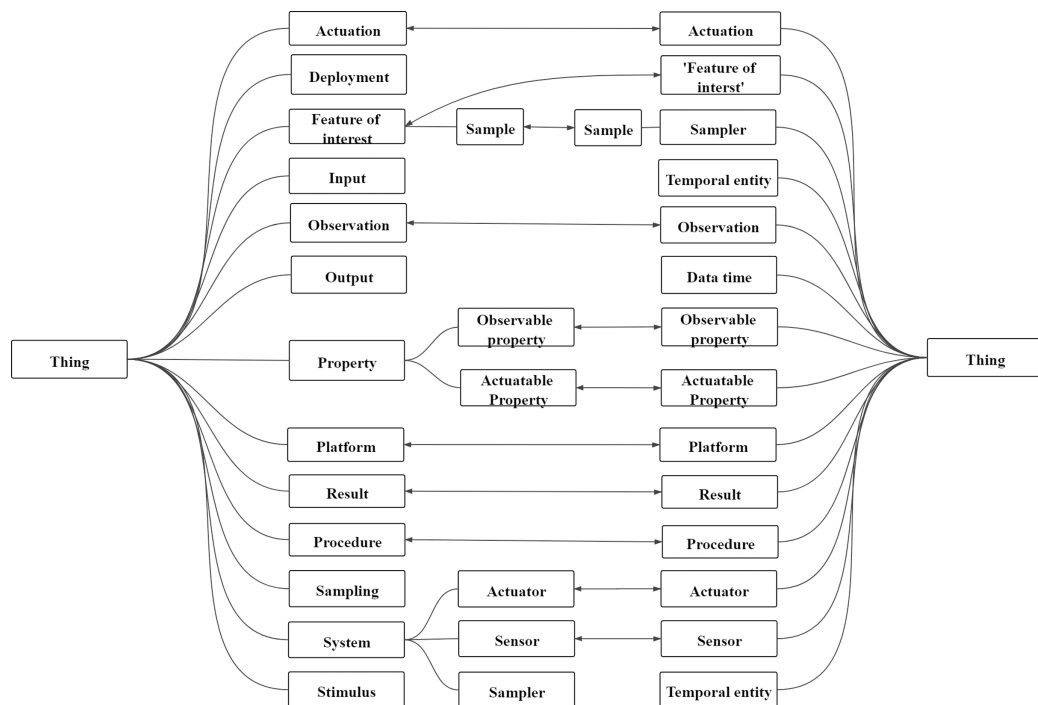 Actuation
Actuation
Deployment
'Feature of
interst'
Feature of
interest
Sample
Sample
Sampler
Input
Temporal entity
Observation
Observation
Output
Data time
Observable
property
Observable
property
Thing
Property
Thing
Actuatable
Property
Actuatable
Property
Platform
Platform
Result
Result
Procedure
Procedure
Sampling
Actuator
Actuator
System
Sensor
Sensor
Stimulus
Sampler
Temporal entity